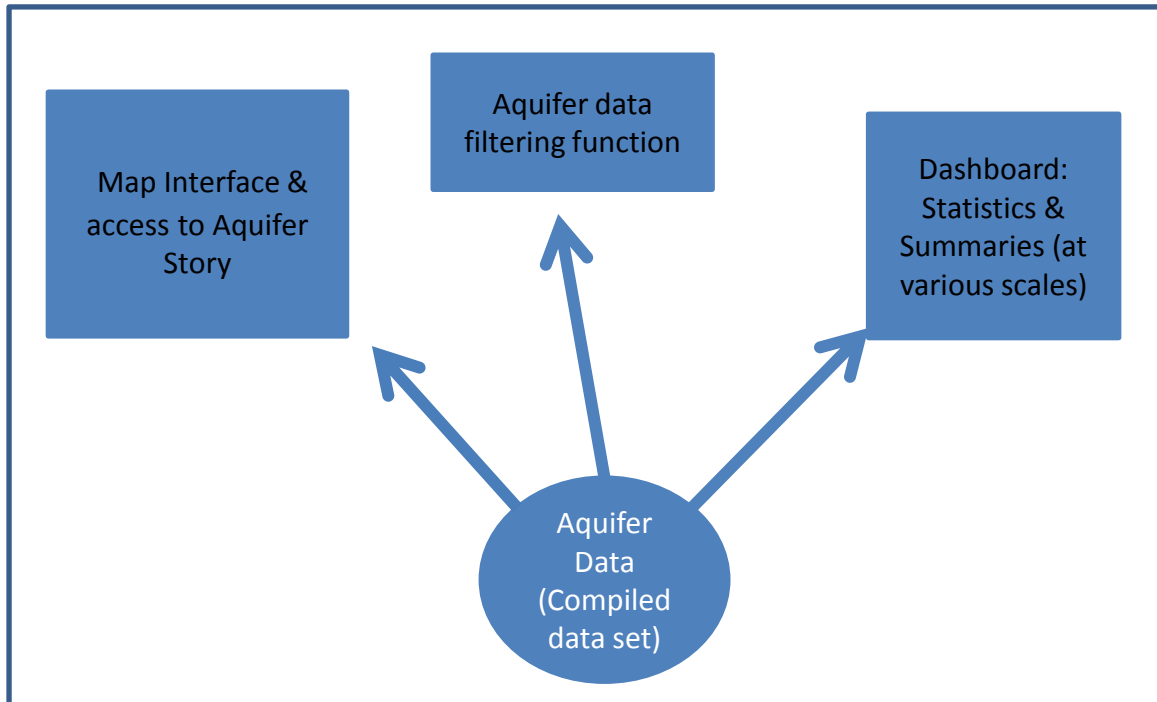 Map Interface &
access to Aquifer
Story
Aquifer data
filtering function
Dashboard:
Statistics &
Summaries (at
various scales)
Aquifer
Data
(Compiled
data set)